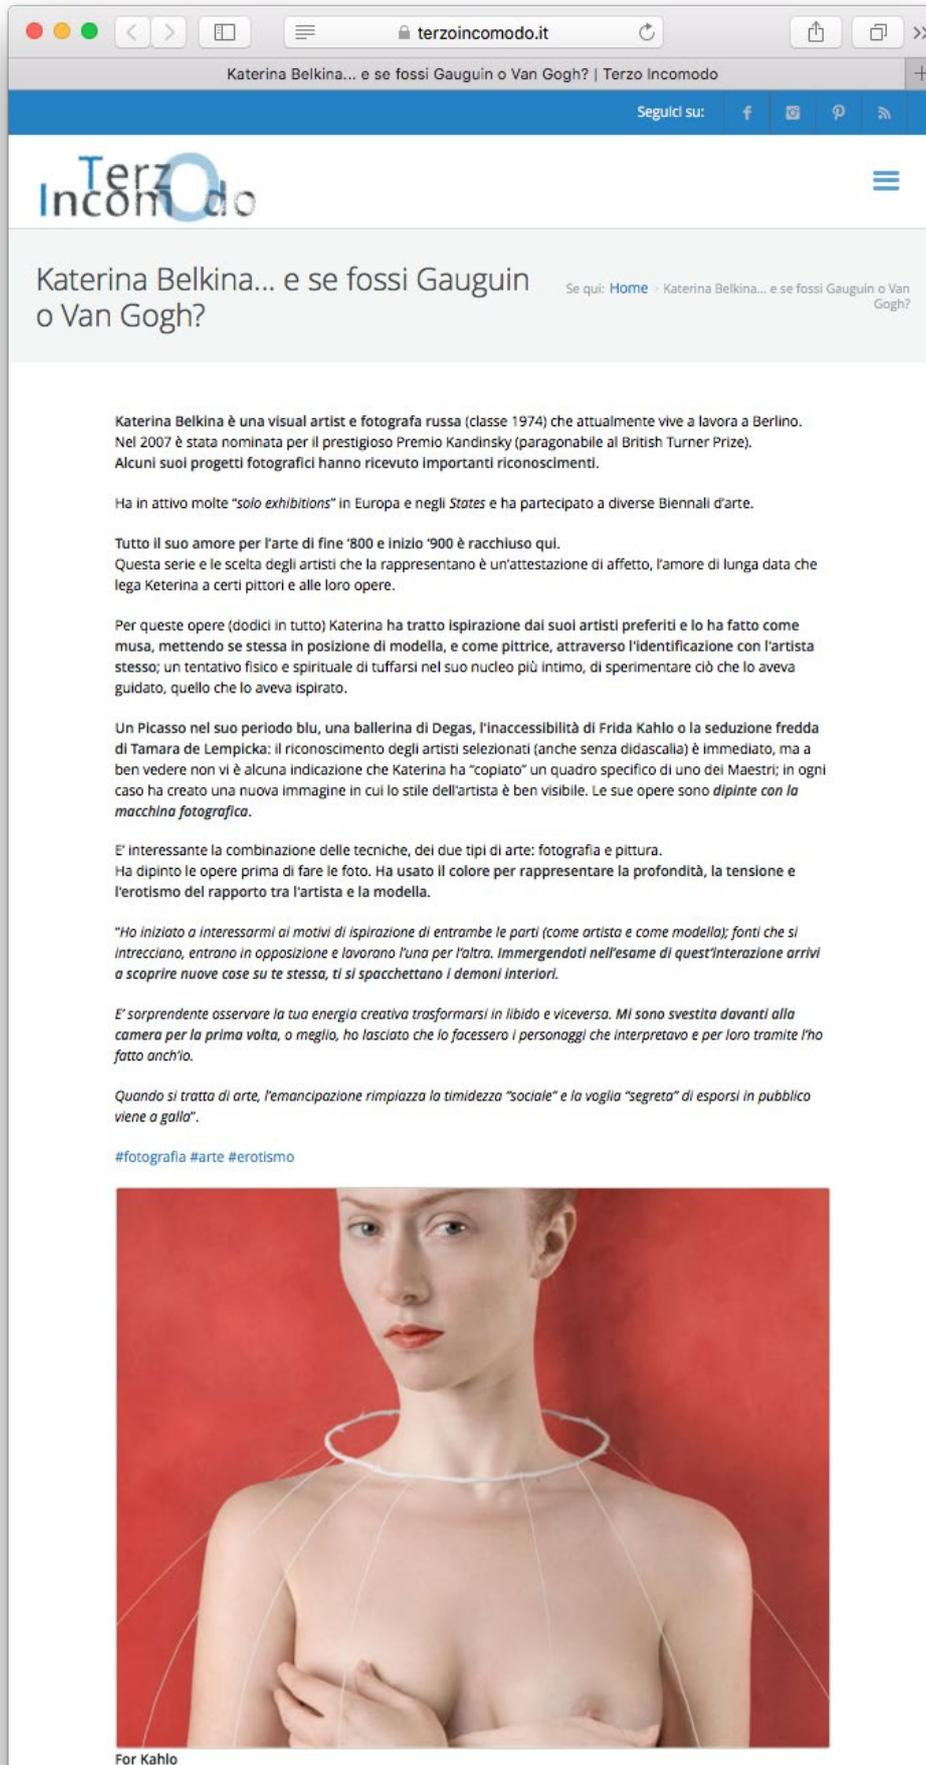 terzoincomodo.it
Katerina Belkina... e se fossi Gauguin o Van Gogh? | Terzo Incomodo
Seguici su:
Terzo
IncomOdo
Katerina Belkina... e se fossi Gauguin
o Van Gogh?
Se qui: Home › Katerina Belkina... e se fossi Gauguin o Van
Gogh?
Katerina Belkina è una visual artist e fotografa russa (classe 1974) che attualmente vive a lavora a Berlino.
Nel 2007 è stata nominata per il prestigioso Premio Kandinsky (paragonabile al British Turner Prize).
Alcuni suoi progetti fotografici hanno ricevuto importanti riconoscimenti.
Ha in attivo molte “solo exhibitions” in Europa e negli States e ha partecipato a diverse Biennali d’arte.
Tutto il suo amore per l’arte di fine ‘800 e inizio ‘900 è racchiuso qui.
Questa serie e le scelta degli artisti che la rappresentano è un’attestazione di affetto, l’amore di lunga data che
lega Keterina a certi pittori e alle loro opere.
Per queste opere (dodici in tutto) Katerina ha tratto ispirazione dai suoi artisti preferiti e lo ha fatto come
musa, mettendo se stessa in posizione di modella, e come pittrice, attraverso l'identificazione con l'artista
stesso; un tentativo fisico e spirituale di tuffarsi nel suo nucleo più intimo, di sperimentare ciò che lo aveva
guidato, quello che lo aveva ispirato.
Un Picasso nel suo periodo blu, una ballerina di Degas, l'inaccessibilità di Frida Kahlo o la seduzione fredda
di Tamara de Lempicka: il riconoscimento degli artisti selezionati (anche senza didascalia) è immediato, ma a
ben vedere non vi è alcuna indicazione che Katerina ha “copiato” un quadro specifico di uno dei Maestri; in ogni
caso ha creato una nuova immagine in cui lo stile dell'artista è ben visibile. Le sue opere sono dipinte con la
macchina fotografica.
E’ interessante la combinazione delle tecniche, dei due tipi di arte: fotografia e pittura.
Ha dipinto le opere prima di fare le foto. Ha usato il colore per rappresentare la profondità, la tensione e
l'erotismo del rapporto tra l'artista e la modella.
“Ho iniziato a interessarmi ai motivi di ispirazione di entrambe le parti (come artista e come modella); fonti che si
intrecciano, entrano in opposizione e lavorano l’una per l’altra. Immergendoti nell’esame di quest’interazione arrivi
a scoprire nuove cose su te stessa, ti si spacchettano i demoni interiori.
E’ sorprendente osservare la tua energia creativa trasformarsi in libido e viceversa. Mi sono svestita davanti alla
camera per la prima volta, o meglio, ho lasciato che lo facessero i personaggi che interpretavo e per loro tramite l’ho
fatto anch’io.
Quando si tratta di arte, l’emancipazione rimpiazza la timidezza “sociale” e la voglia “segreta” di esporsi in pubblico
viene a galla”.
#fotografia #arte #erotismo
For Kahlo